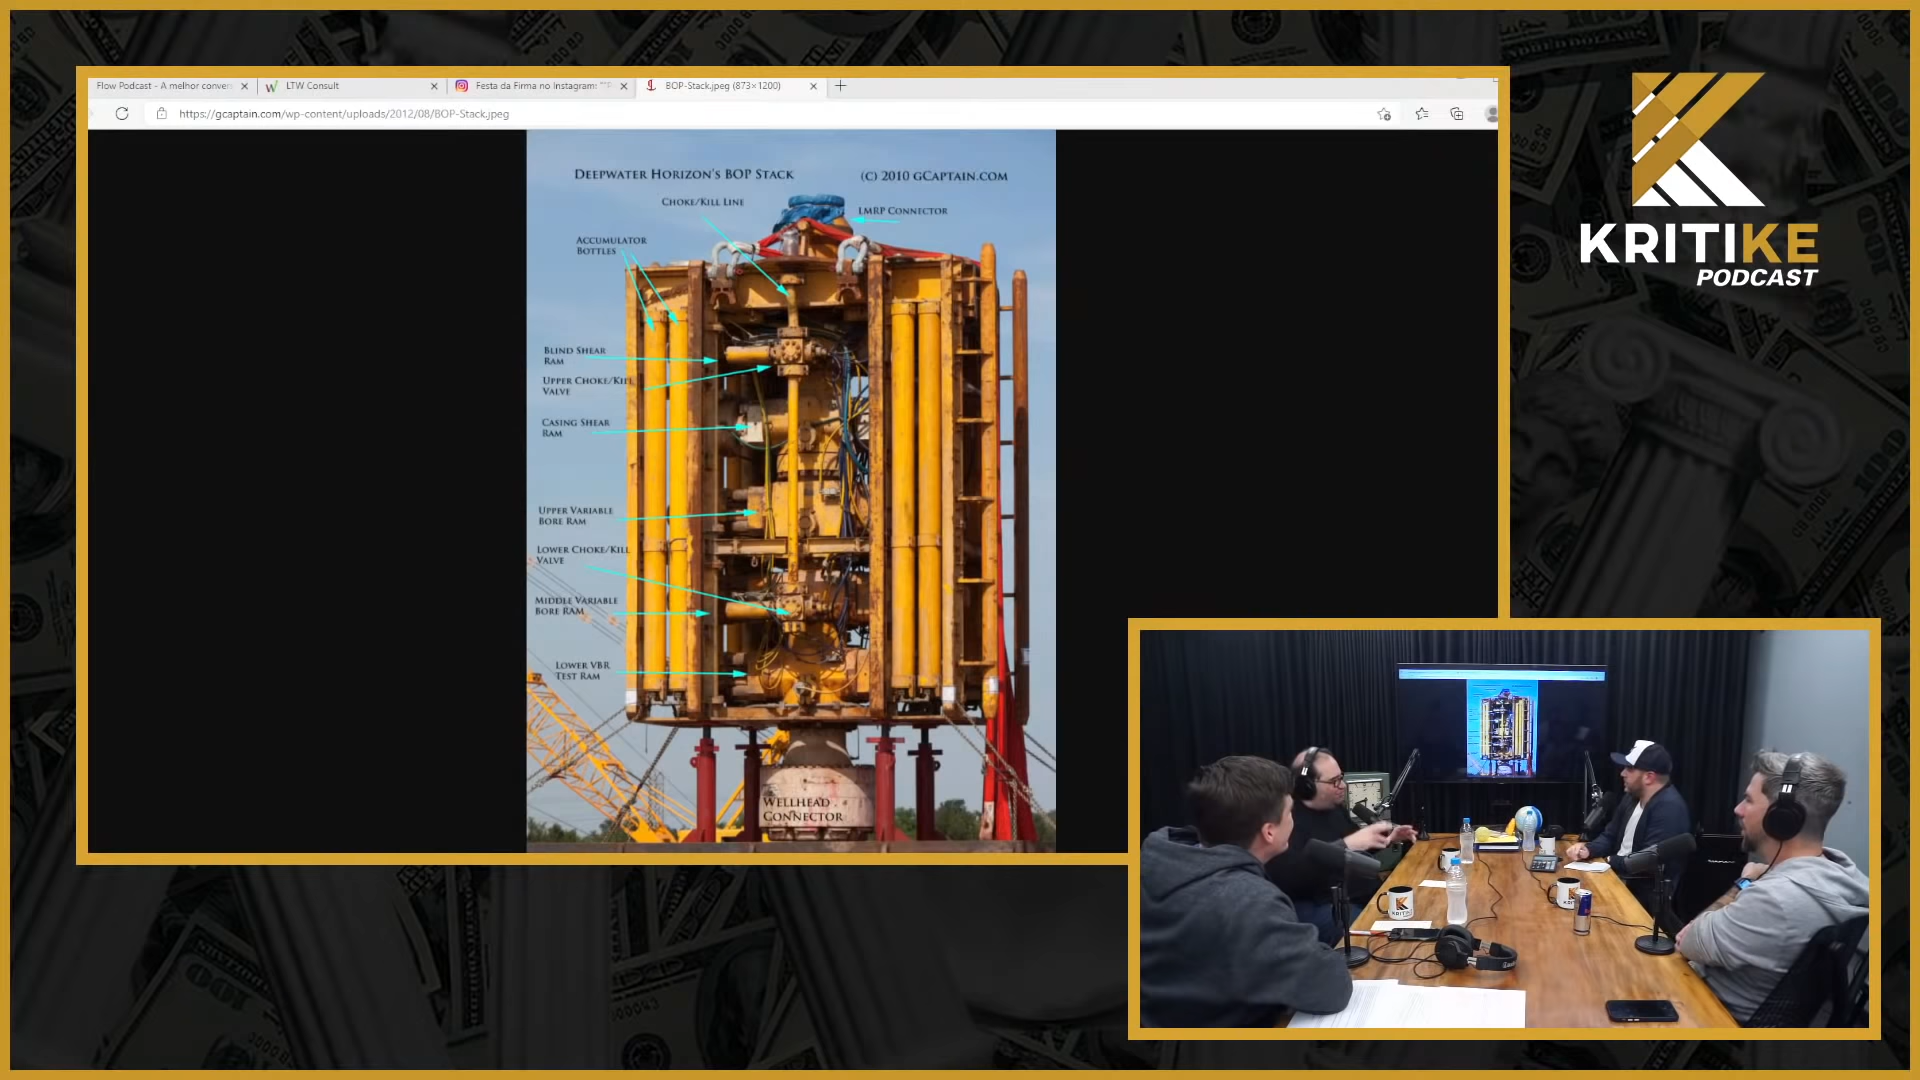 Flow Podcast - A melhor conver
LTW Consult
Festa da Firma no Instagram: "
BOP-Stack.jpeg (873×1200)
https://gcaptain.com/wp-content/uploads/2012/08/BOP-Stack.jpeg
Deepwater Horizon's BOP Stack
(C) 2010 gCaptain.com
Choke/Kill Line
LMRP Connector
Accumulator
Bottles
Blind Shear
Ram
Upper Choke/Kill
Valve
Casing Shear
Ram
Upper Variable
Bore Ram
Lower Choke/Kill
Valve
Middle Variable
Bore RAM
Lower VBR
Test Ram
Wellhead
Connector
KRITIKE
PODCAST